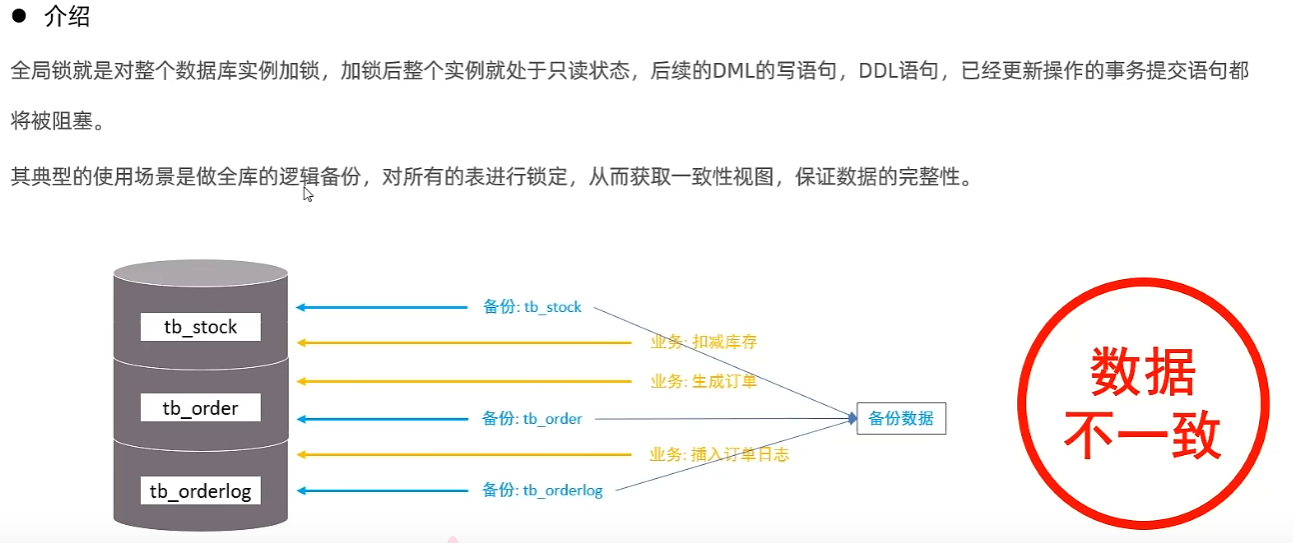 ● 介绍
全局锁就是对整个数据库实例加锁，加锁后整个实例就处于只读状态，后续的DML的写语句，DDL语句，已经更新操作的事务提交语句都
将被阻塞。
其典型的使用场景是做全库的逻辑备份，对所有的表进行锁定，从而获取一致性视图，保证数据的完整性。
备份: tb_stock
tb_stock
业务: 扣减库存
业务: 生成订单
tb_order
备份: tb_order
备份数据
业务: 插入订单日志
tb_orderlog
备份: tb_orderlog
数据
不一致